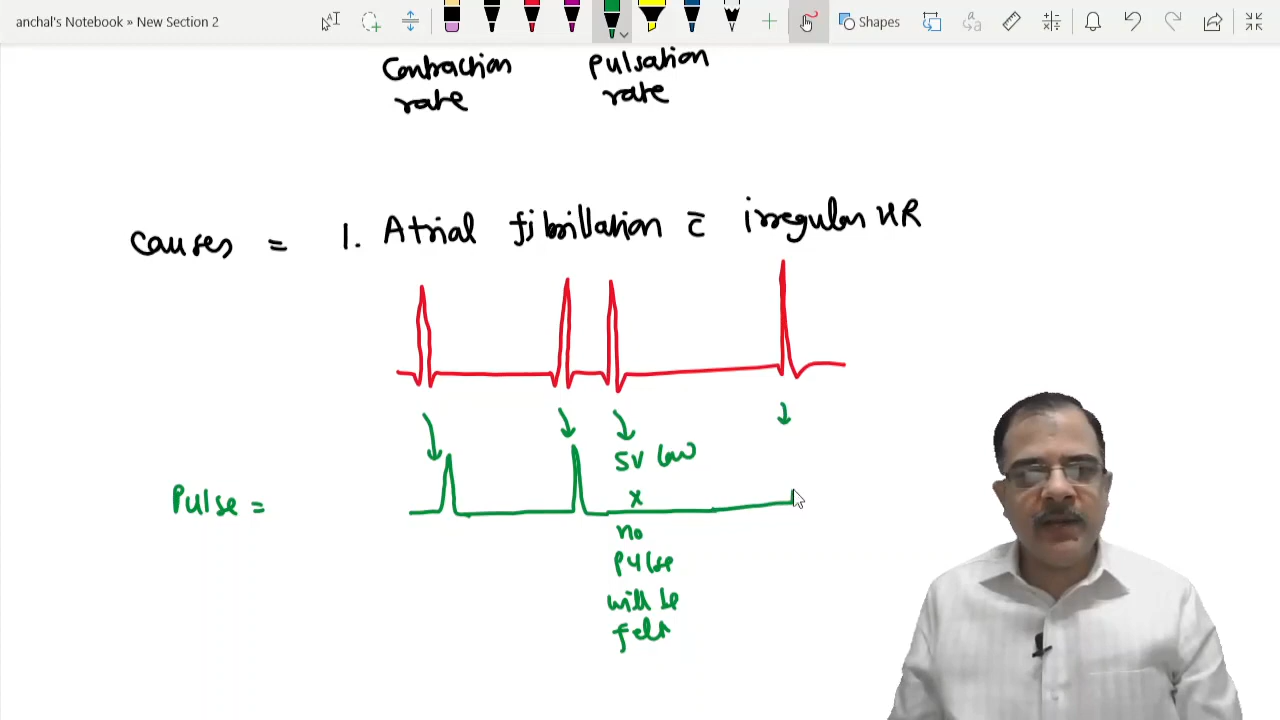 anchal's Notebook » New Section 2
Shapes
Contraction rate
Pulsation rate
Causes = 1. Atrial fibrillation c̄ irregular HR
SV low
x
Pulse =
no
pulse
will be
felt